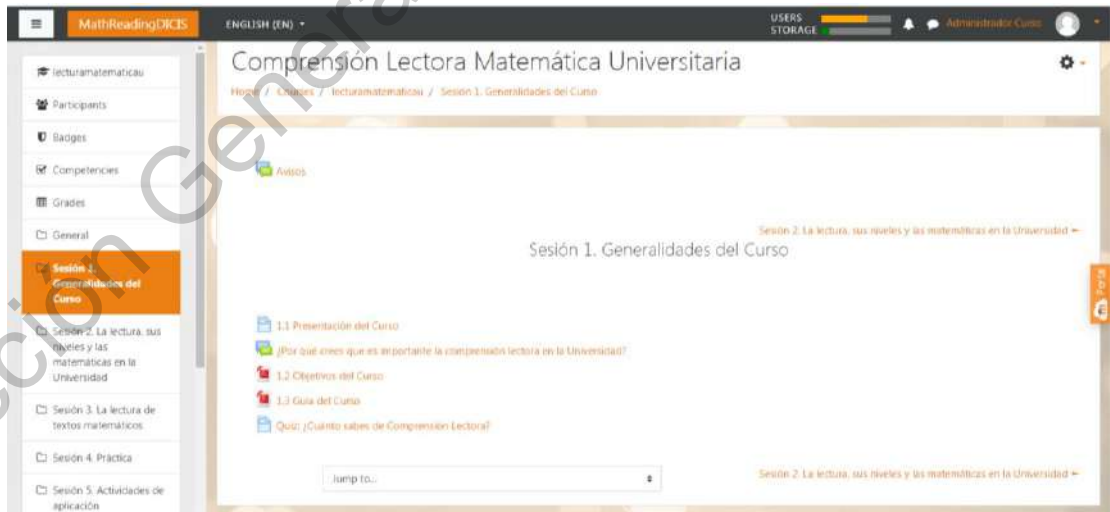 MathReadingDICIS
ENGLISH (EN)
USERS
STORAGE
Administrador Curso
lecturamatematicau
Participants
Badges
Competencies
Grades
General
Sesión 1.
Generalidades del
Curso
Sesión 2. La lectura, sus
niveles y las
matemáticas en la
Universidad
Sesión 3. La lectura de
textos matemáticos
Sesión 4. Práctica
Sesión 5. Actividades de
aplicación
Comprensión Lectora Matemática Universitaria
Home / Courses / lecturamatematicau / Sesión 1. Generalidades del Curso
Avisos
Sesión 2. La lectura, sus niveles y las matemáticas en la Universidad
Sesión 1. Generalidades del Curso
1.1 Presentación del Curso
¿Por qué crees que es importante la comprensión lectora en la Universidad?
1.2 Objetivos del Curso
1.3 Guía del Curso
Quiz: ¿Cuánto sabes de Comprensión Lectora?
Jump to...
Sesión 2. La lectura, sus niveles y las matemáticas en la Universidad